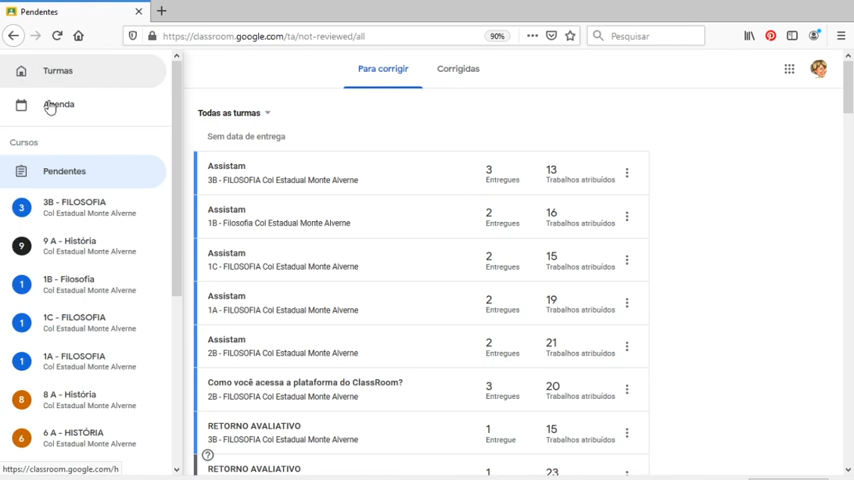 Pendentes
https://classroom.google.com/ta/not-reviewed/all
90%
Pesquisar
Turmas
Agenda
Cursos
Pendentes
3
3B - FILOSOFIA
Col Estadual Monte Alverne
9
9 A - História
Col Estadual Monte Alverne
1
1B - Filosofia
Col Estadual Monte Alverne
1
1C - FILOSOFIA
Col Estadual Monte Alverne
1
1A - FILOSOFIA
Col Estadual Monte Alverne
8
8 A - História
Col Estadual Monte Alverne
6
6 A - HISTÓRIA
Col Estadual Monte Alverne
https://classroom.google.com/h
Para corrigir
Corrigidas
Todas as turmas
Sem data de entrega
Assistam
3B - FILOSOFIA Col Estadual Monte Alverne
3 13
Entregues Trabalhos atribuídos
Assistam
1B - Filosofia Col Estadual Monte Alverne
2 16
Entregues Trabalhos atribuídos
Assistam
1C - FILOSOFIA Col Estadual Monte Alverne
2 15
Entregues Trabalhos atribuídos
Assistam
1A - FILOSOFIA Col Estadual Monte Alverne
2 19
Entregues Trabalhos atribuídos
Assistam
2B - FILOSOFIA Col Estadual Monte Alverne
2 21
Entregues Trabalhos atribuídos
Como você acessa a plataforma do ClassRoom?
2B - FILOSOFIA Col Estadual Monte Alverne
3 20
Entregues Trabalhos atribuídos
RETORNO AVALIATIVO
3B - FILOSOFIA Col Estadual Monte Alverne
1 15
Entregue Trabalhos atribuídos
RETORNO AVALIATIVO
1 23